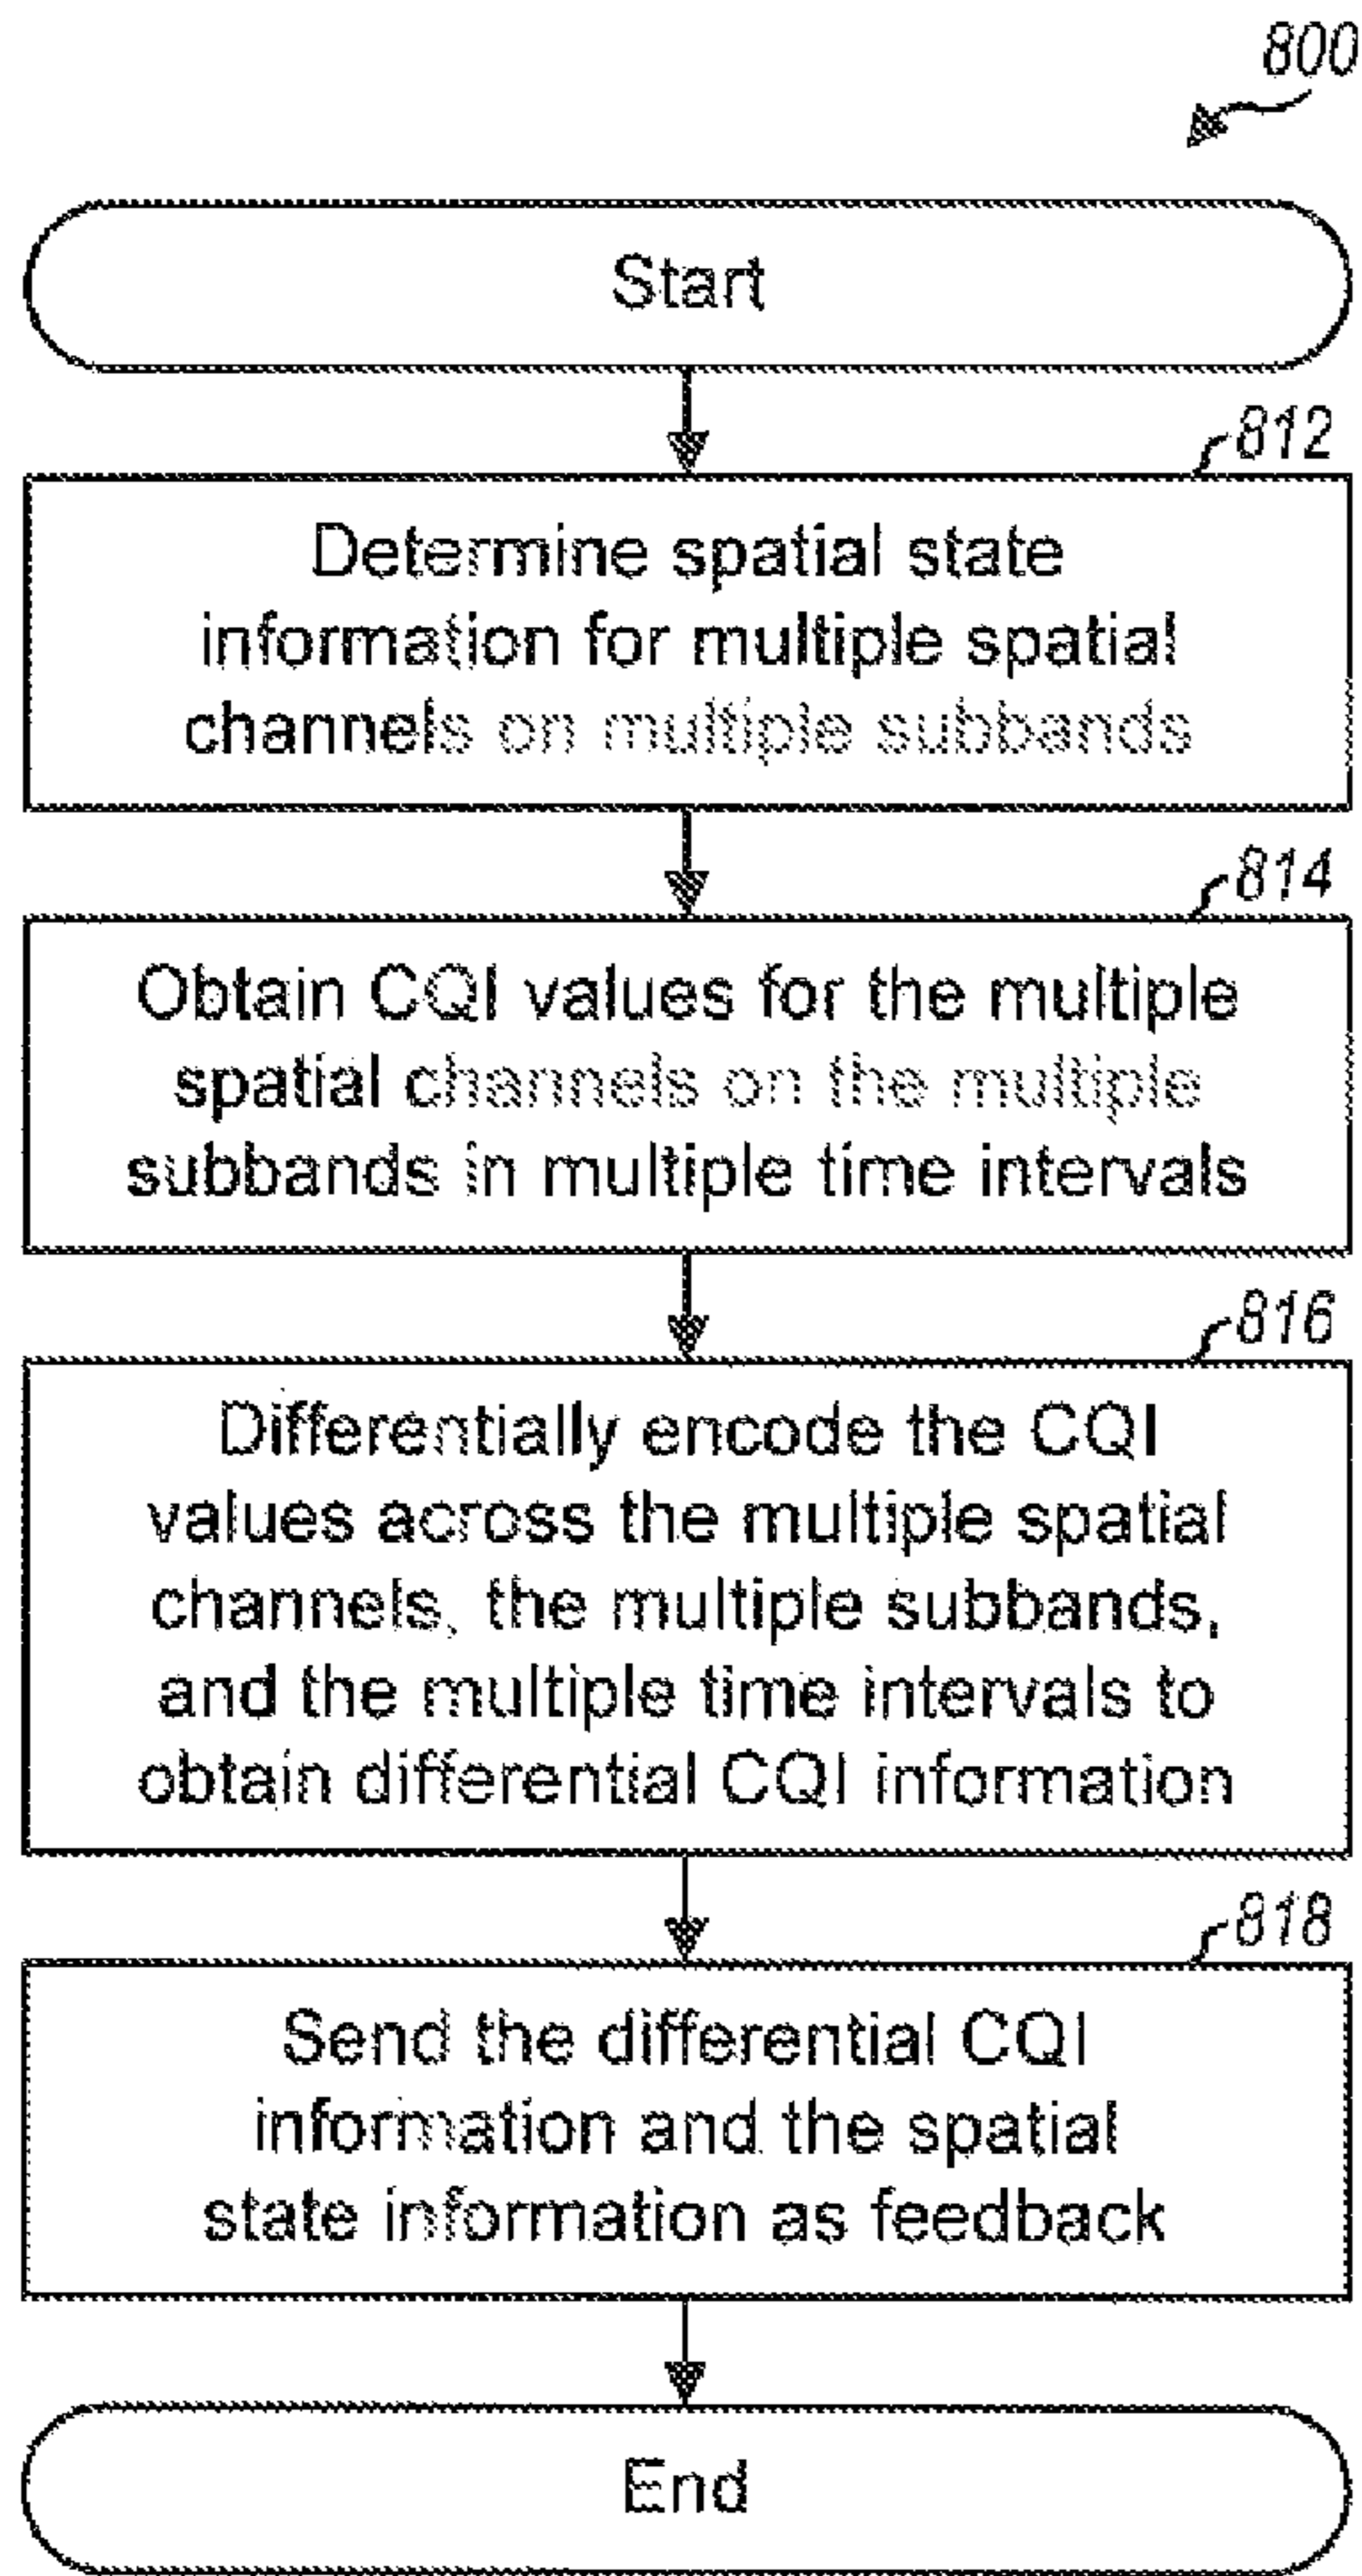 800
Start
812
Determine spatial state
information for multiple spatial
channels on multiple subbands
814
Obtain CQI values for the multiple
spatial channels on the multiple
subbands in multiple time intervals
816
Differentially encode the CQI
values across the multiple spatial
channels, the multiple subbands,
and the multiple time intervals to
obtain differential CQI information
818
Send the differential CQI
information and the spatial
state information as feedback
End